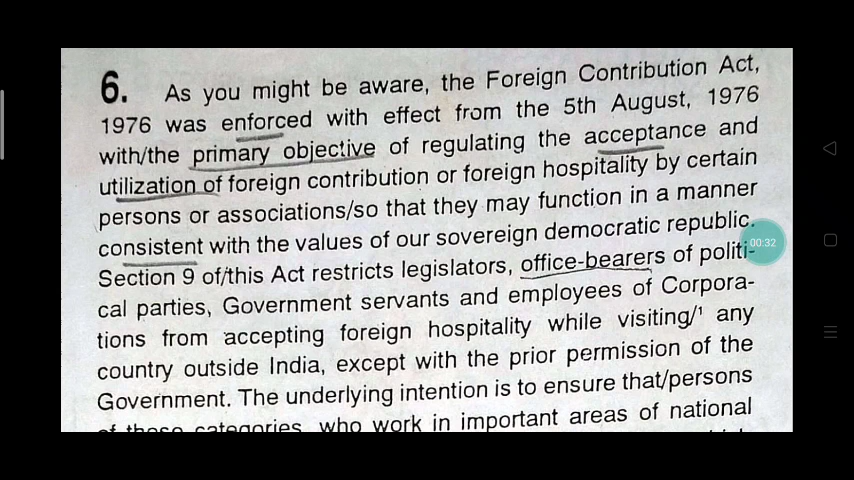 6. As you might be aware, the Foreign Contribution Act,
1976 was enforced with effect from the 5th August, 1976
with/the primary objective of regulating the acceptance and
utilization of foreign contribution or foreign hospitality by certain
persons or associations/so that they may function in a manner
consistent with the values of our sovereign democratic republic.
Section 9 of/this Act restricts legislators, office-bearers of politi-
cal parties, Government servants and employees of Corpora-
tions from accepting foreign hospitality while visiting/¹ any
country outside India, except with the prior permission of the
Government. The underlying intention is to ensure that/persons
of these categories, who work in important areas of national
00:32